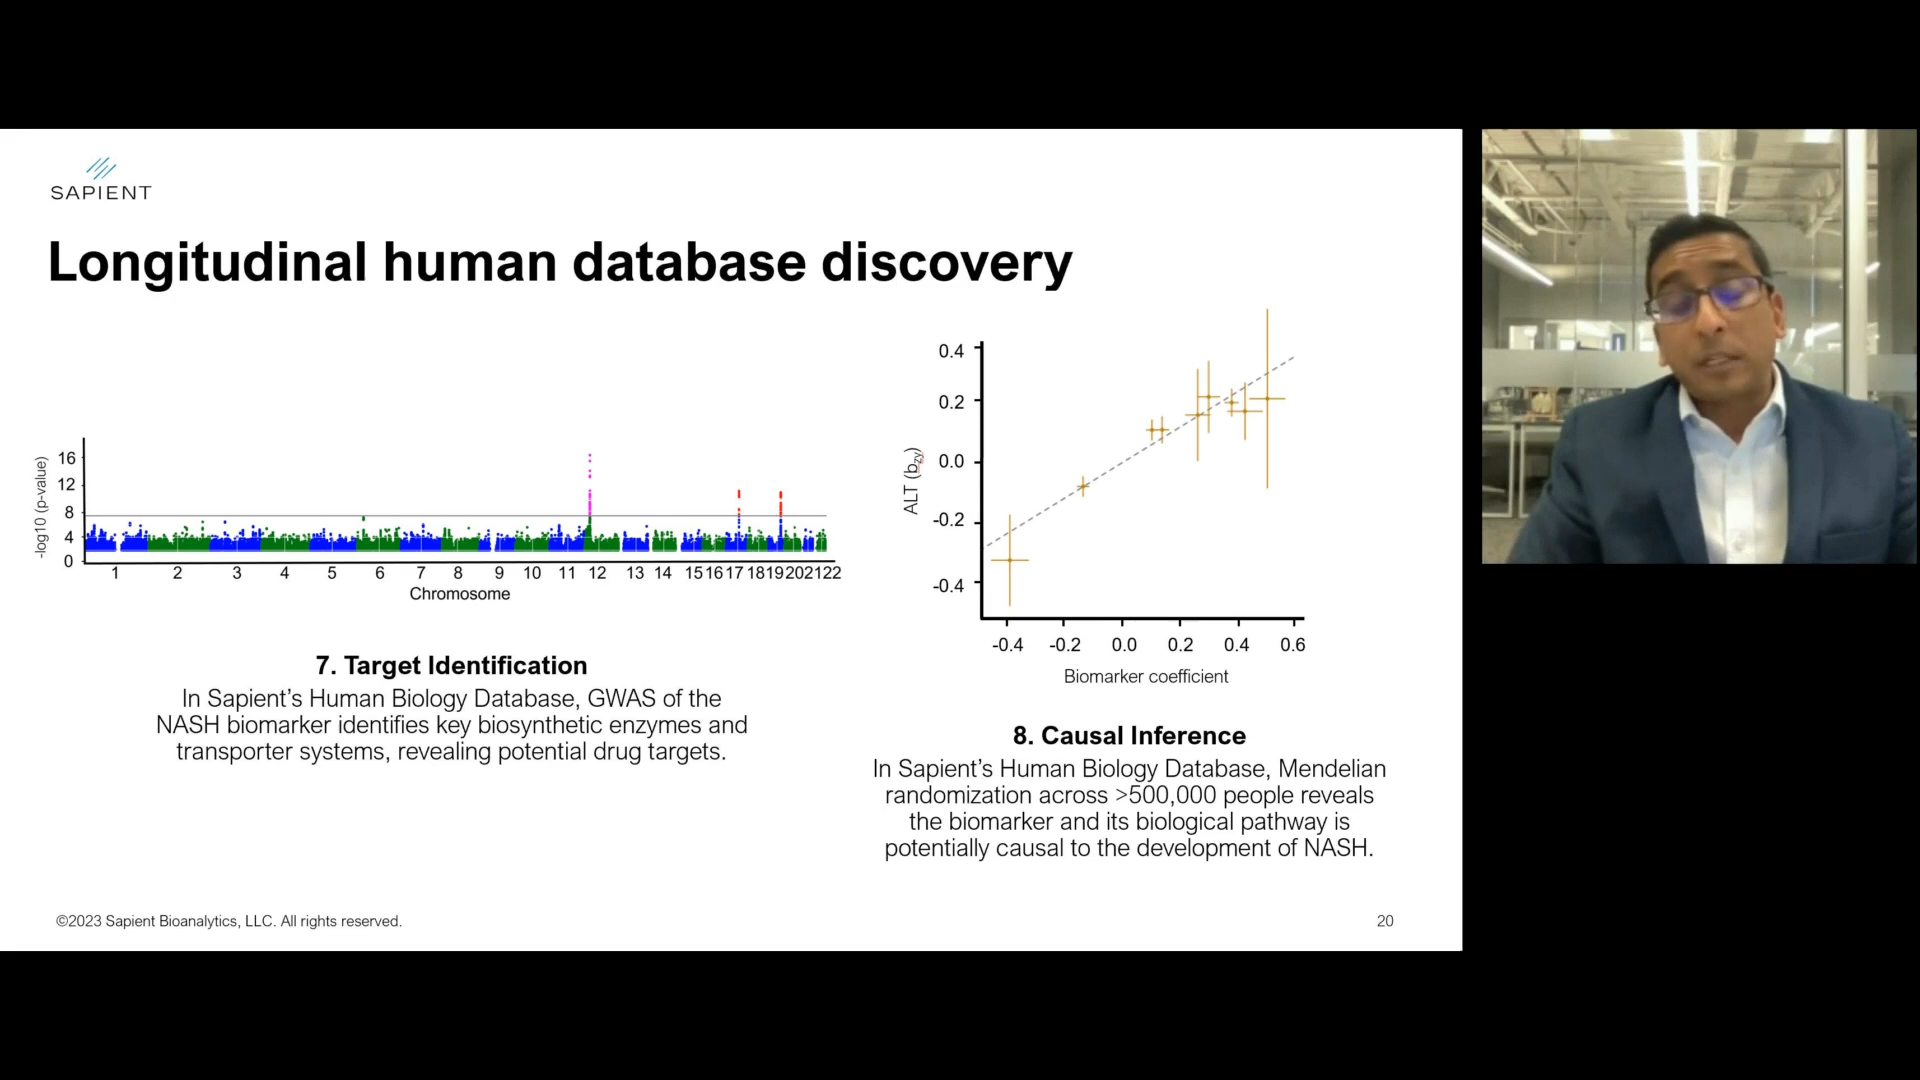 SAPIENT
Longitudinal human database discovery
-log10 (p-value)
16
12
8
4
0
1 2 3 4 5 6 7 8 9 10 11 12 13 14 15 16 17 18 19 20 21 22
Chromosome
7. Target Identification
In Sapient’s Human Biology Database, GWAS of the
NASH biomarker identifies key biosynthetic enzymes and
transporter systems, revealing potential drug targets.
ALT (bzy)
0.4
0.2
0.0
-0.2
-0.4
-0.4 -0.2 0.0 0.2 0.4 0.6
Biomarker coefficient
8. Causal Inference
In Sapient’s Human Biology Database, Mendelian
randomization across >500,000 people reveals
the biomarker and its biological pathway is
potentially causal to the development of NASH.
©2023 Sapient Bioanalytics, LLC. All rights reserved.
20